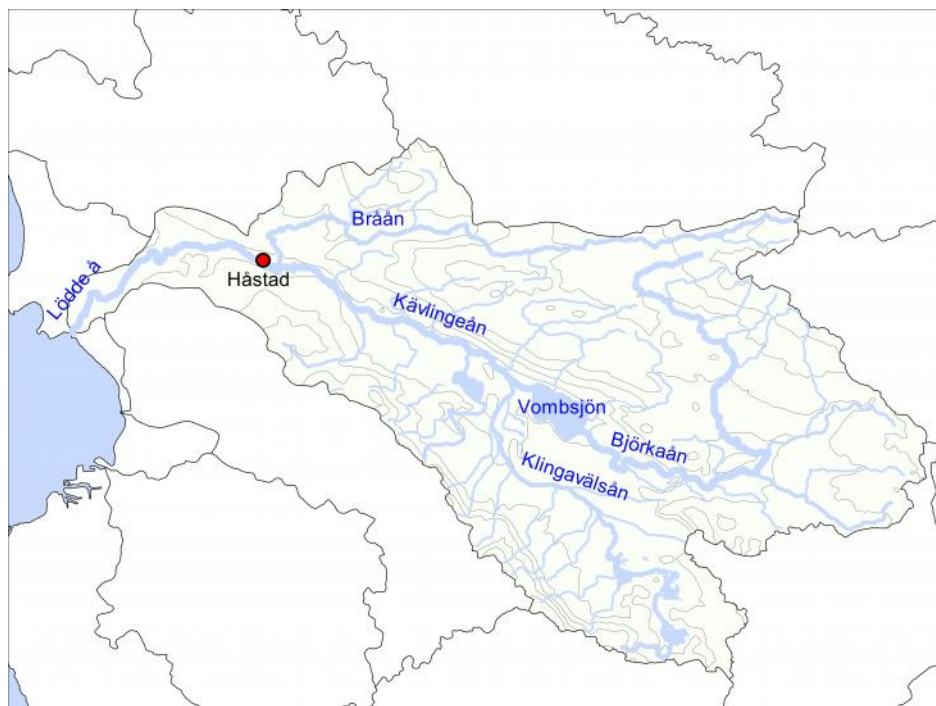 Bråån
Lödde å
Håstad
Kävlingeån
Vombsjön
Björkaån
Klingavälsån